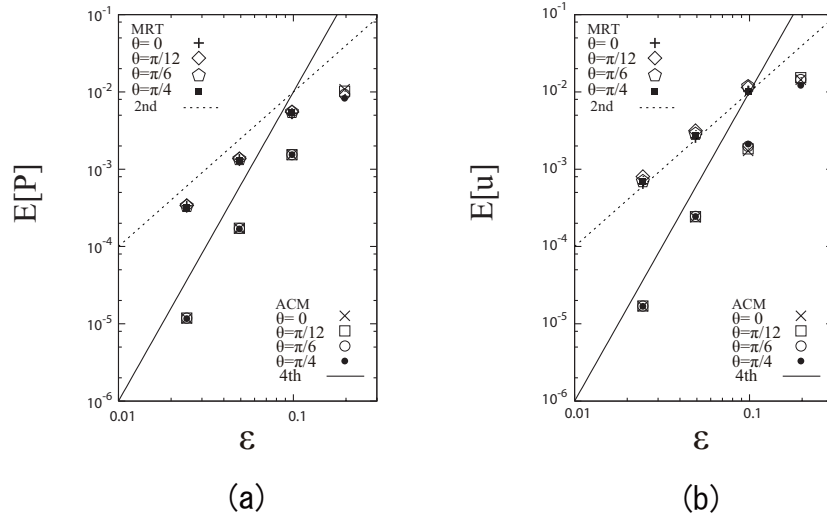 10⁻¹
MRT
θ= 0
θ=π/12
θ=π/6
θ=π/4
2nd
10⁻²
10⁻³
E[P]
10⁻⁴
10⁻⁵
ACM
θ= 0
θ=π/12
θ=π/6
θ=π/4
4th
10⁻⁶
0.01
0.1
ε
(a)
10⁻¹
MRT
θ= 0
θ=π/12
θ=π/6
θ=π/4
2nd
10⁻²
10⁻³
E[u]
10⁻⁴
10⁻⁵
ACM
θ= 0
θ=π/12
θ=π/6
θ=π/4
4th
10⁻⁶
0.01
0.1
ε
(b)